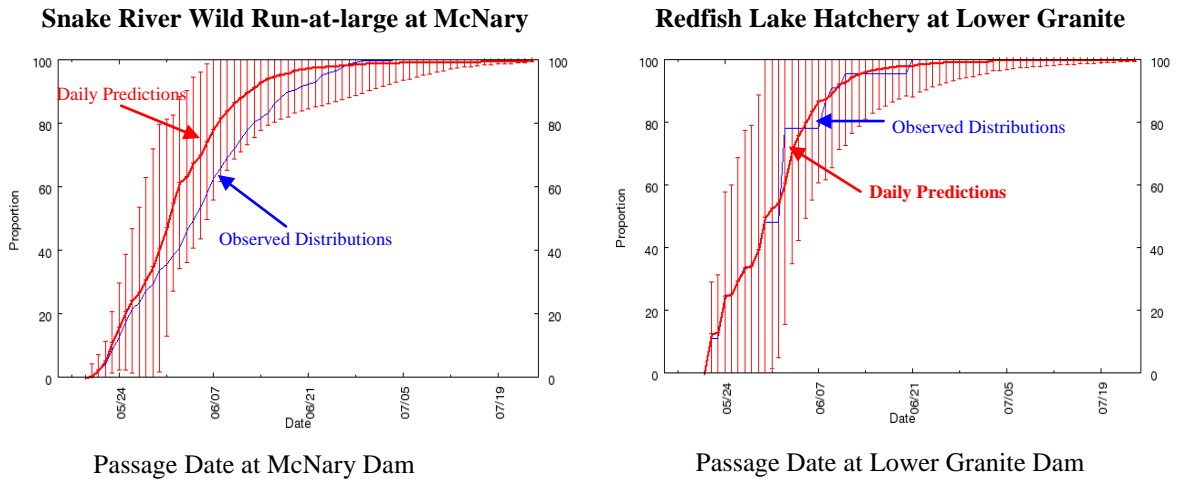 Snake River Wild Run-at-large at McNary
100
80
60
40
20
0
Proportion
Daily Predictions
Observed Distributions
100
80
60
40
20
0
05/24
06/07
06/21
07/05
07/19
Date
Passage Date at McNary Dam
Redfish Lake Hatchery at Lower Granite
100
80
60
40
20
0
Proportion
Observed Distributions
Daily Predictions
100
80
60
40
20
0
05/24
06/07
06/21
07/05
07/19
Date
Passage Date at Lower Granite Dam